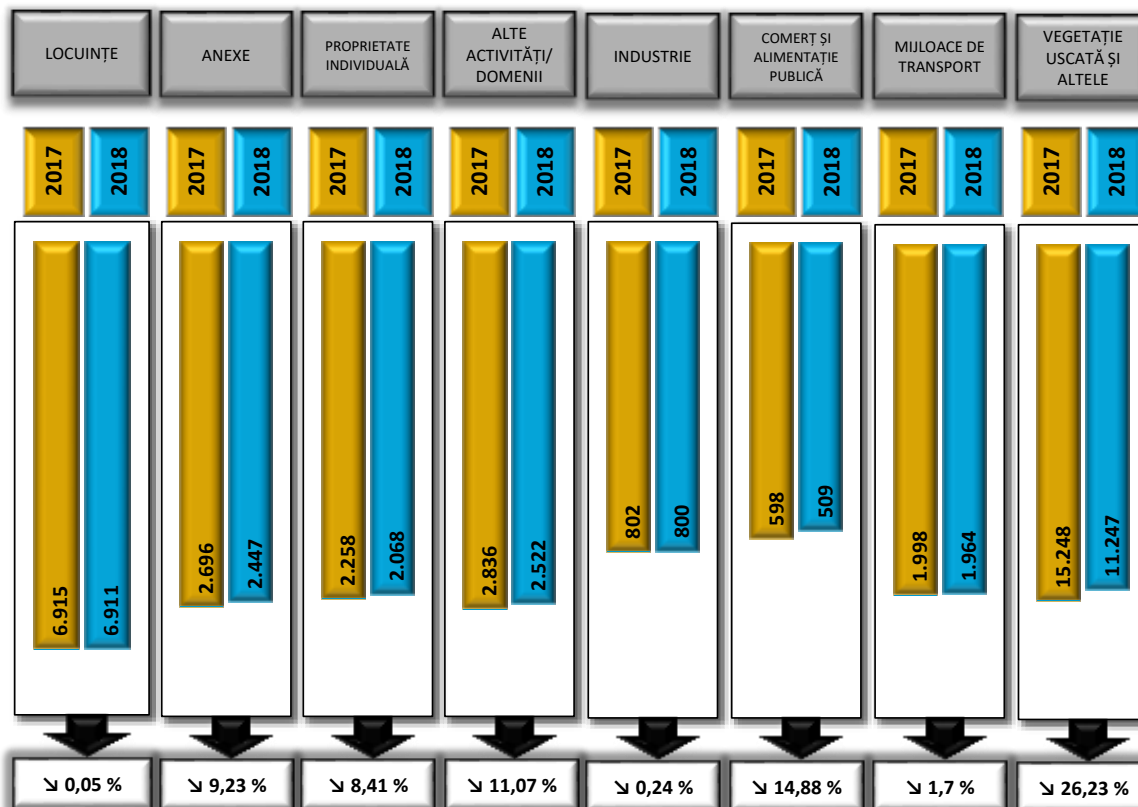 LOCUINȚE
ANEXE
PROPRIETATE
INDIVIDUALĂ
ALTE
ACTIVITĂȚI/
DOMENII
INDUSTRIE
COMERȚ ȘI
ALIMENTAȚIE
PUBLICĂ
MIJLOACE DE
TRANSPORT
VEGETAȚIE
USCATĂ ȘI
ALTELE
2017
2018
2017
2018
2017
2018
2017
2018
2017
2018
2017
2018
2017
2018
2017
2018
6.915
6.911
2.696
2.447
2.258
2.068
2.836
2.522
802
800
598
509
1.998
1.964
15.248
11.247
↘ 0,05 %
↘ 9,23 %
↘ 8,41 %
↘ 11,07 %
↘ 0,24 %
↘ 14,88 %
↘ 1,7 %
↘ 26,23 %